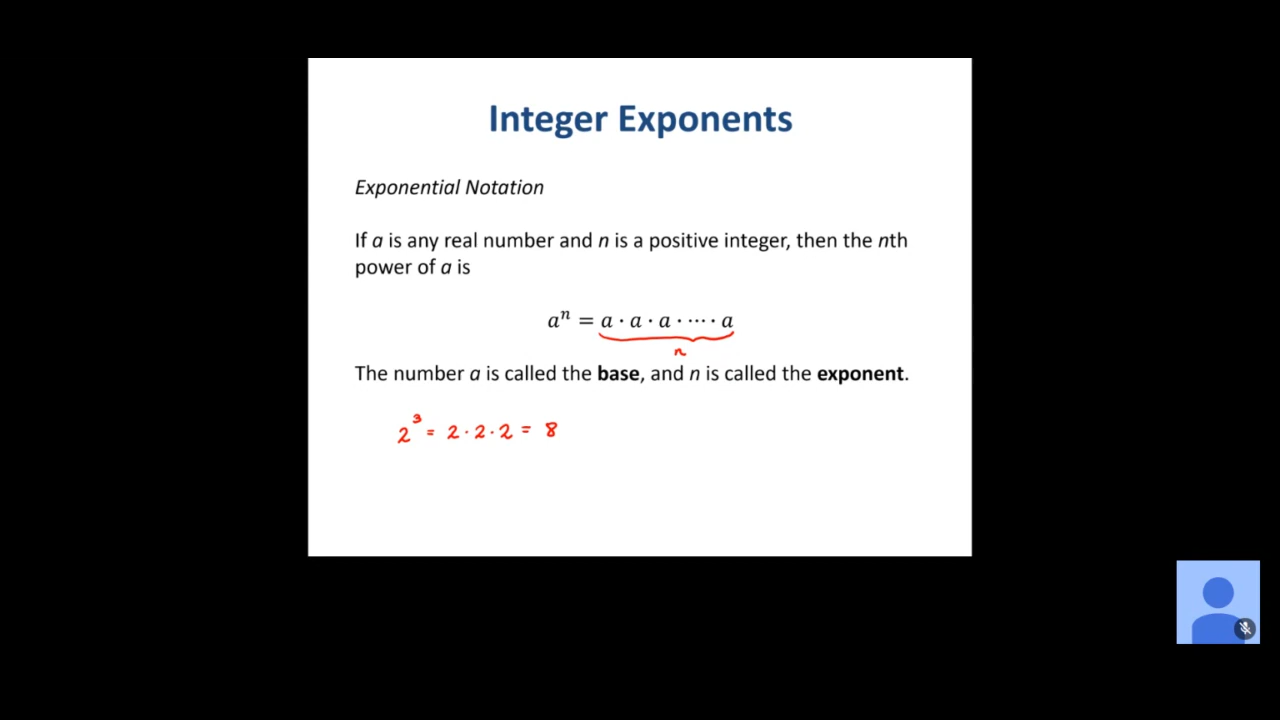 Integer Exponents
Exponential Notation
If a is any real number and n is a positive integer, then the nth
power of a is
aⁿ = a · a · a · ··· · a
n
The number a is called the base, and n is called the exponent.
2³ = 2 · 2 · 2 = 8